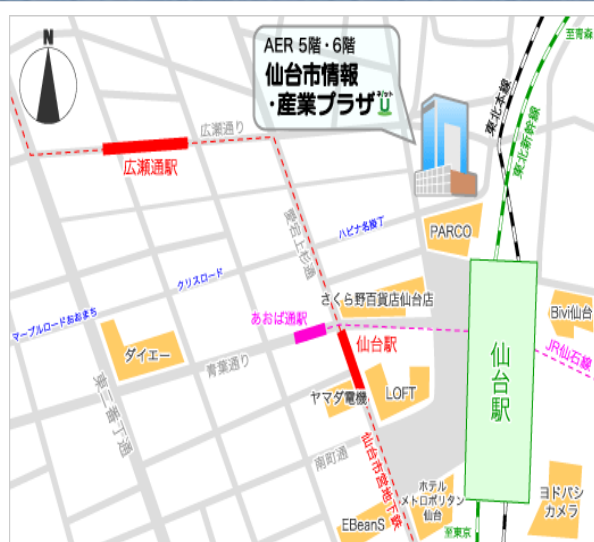 N
AER 5階・6階
仙台市情報
・産業プラザ
ネットU
至青森
東北本線
東北新幹線
広瀬通り
広瀬通駅
愛宕上杉通
ハピナ名掛丁
PARCO
クリスロード
さくら野百貨店仙台店
マーブルロードおおまち
あおば通駅
Bivi仙台
ダイエー
仙台駅
仙台駅
JR仙石線
青葉通り
東二番丁通
ヤマダ電機
LOFT
南町通
仙台市営地下鉄
ホテル
メトロポリタン
仙台
ヨドバシ
カメラ
EBeanS
至東京